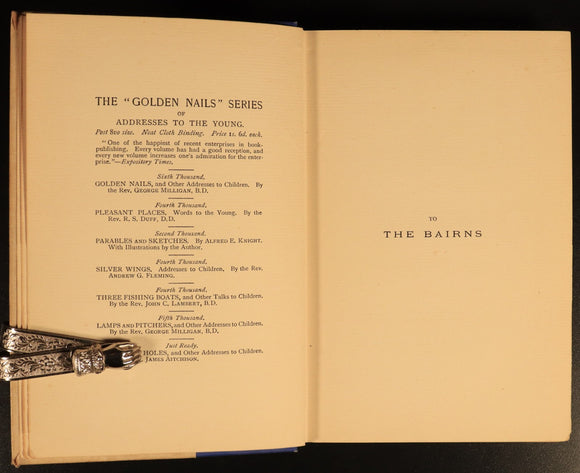 THE "GOLDEN NAILS" SERIES
OF
ADDRESSES TO THE YOUNG.
Post 8vo size. Neat Cloth Binding. Price 1s. 6d. each.
"One of the happiest of recent enterprises in book-
publishing. Every volume has had a good reception, and
every new volume increases one's admiration for the enter-
prise."—Expository Times.
Sixth Thousand.
GOLDEN NAILS, and Other Addresses to Children. By
the Rev. GEORGE MILLIGAN, B.D.
Fourth Thousand.
PLEASANT PLACES. Words to the Young. By the
Rev. R. S. DUFF, D.D.
Second Thousand.
PARABLES AND SKETCHES. By ALFRED E. KNIGHT.
With Illustrations by the Author.
Fourth Thousand.
SILVER WINGS. Addresses to Children. By the Rev.
ANDREW G. FLEMING.
Fourth Thousand.
THREE FISHING BOATS, and Other Talks to Children.
By the Rev. JOHN C. LAMBERT, B.D.
Fifth Thousand.
LAMPS AND PITCHERS, and Other Addresses to Children.
By the Rev. GEORGE MILLIGAN, B.D.
Just Ready.
HOLES, and Other Addresses to Children.
JAMES AITCHISON.
TO
THE BAIRNS